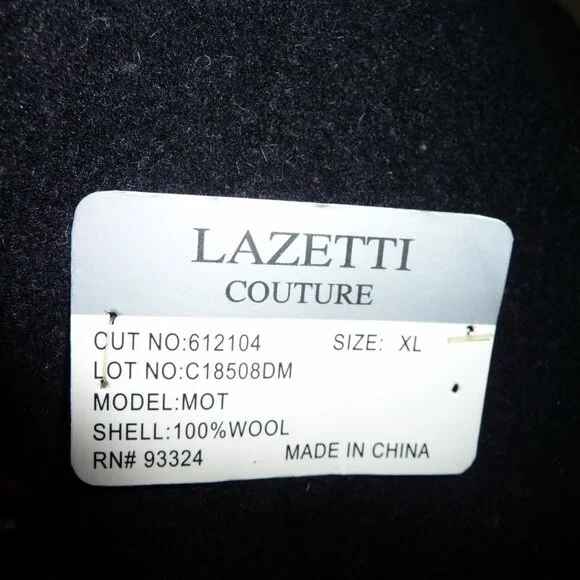 LAZETTI
COUTURE
CUT NO:612104 SIZE: XL
LOT NO:C18508DM
MODEL:MOT
SHELL:100%WOOL
RN# 93324 MADE IN CHINA